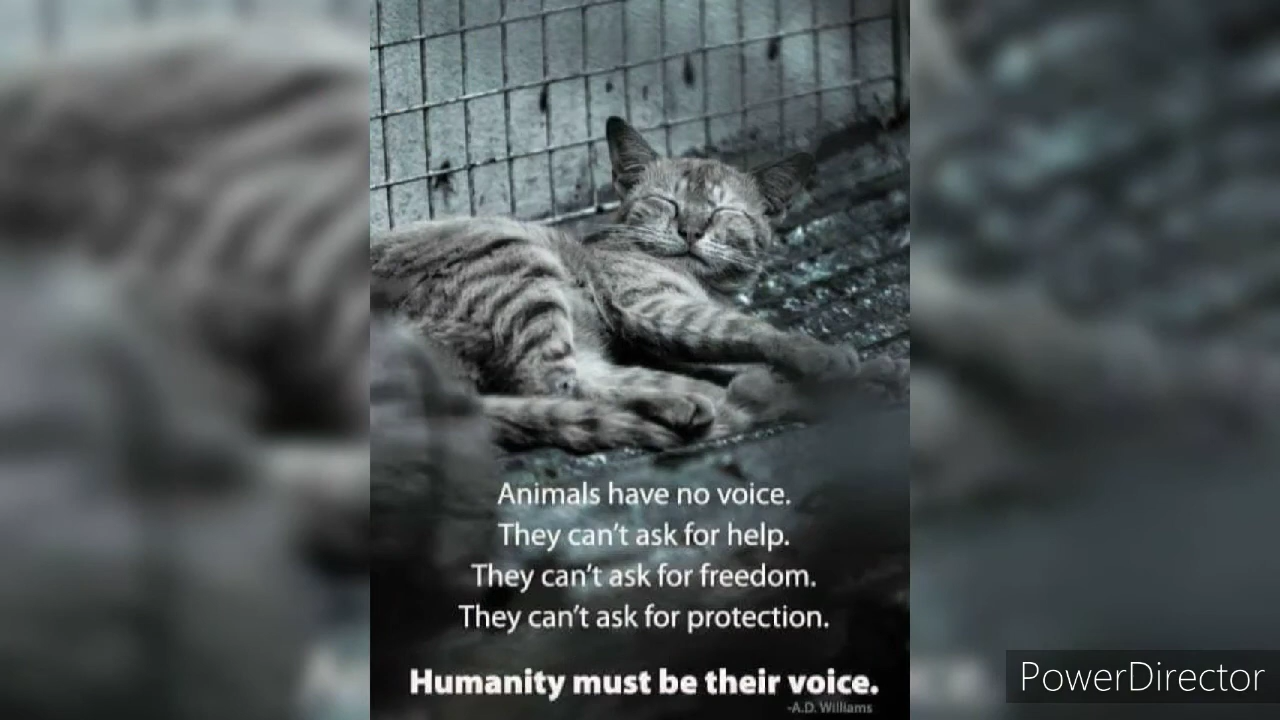 Animals have no voice.
They can't ask for help.
They can't ask for freedom.
They can't ask for protection.
Humanity must be their voice.
-A.D. Williams
PowerDirector